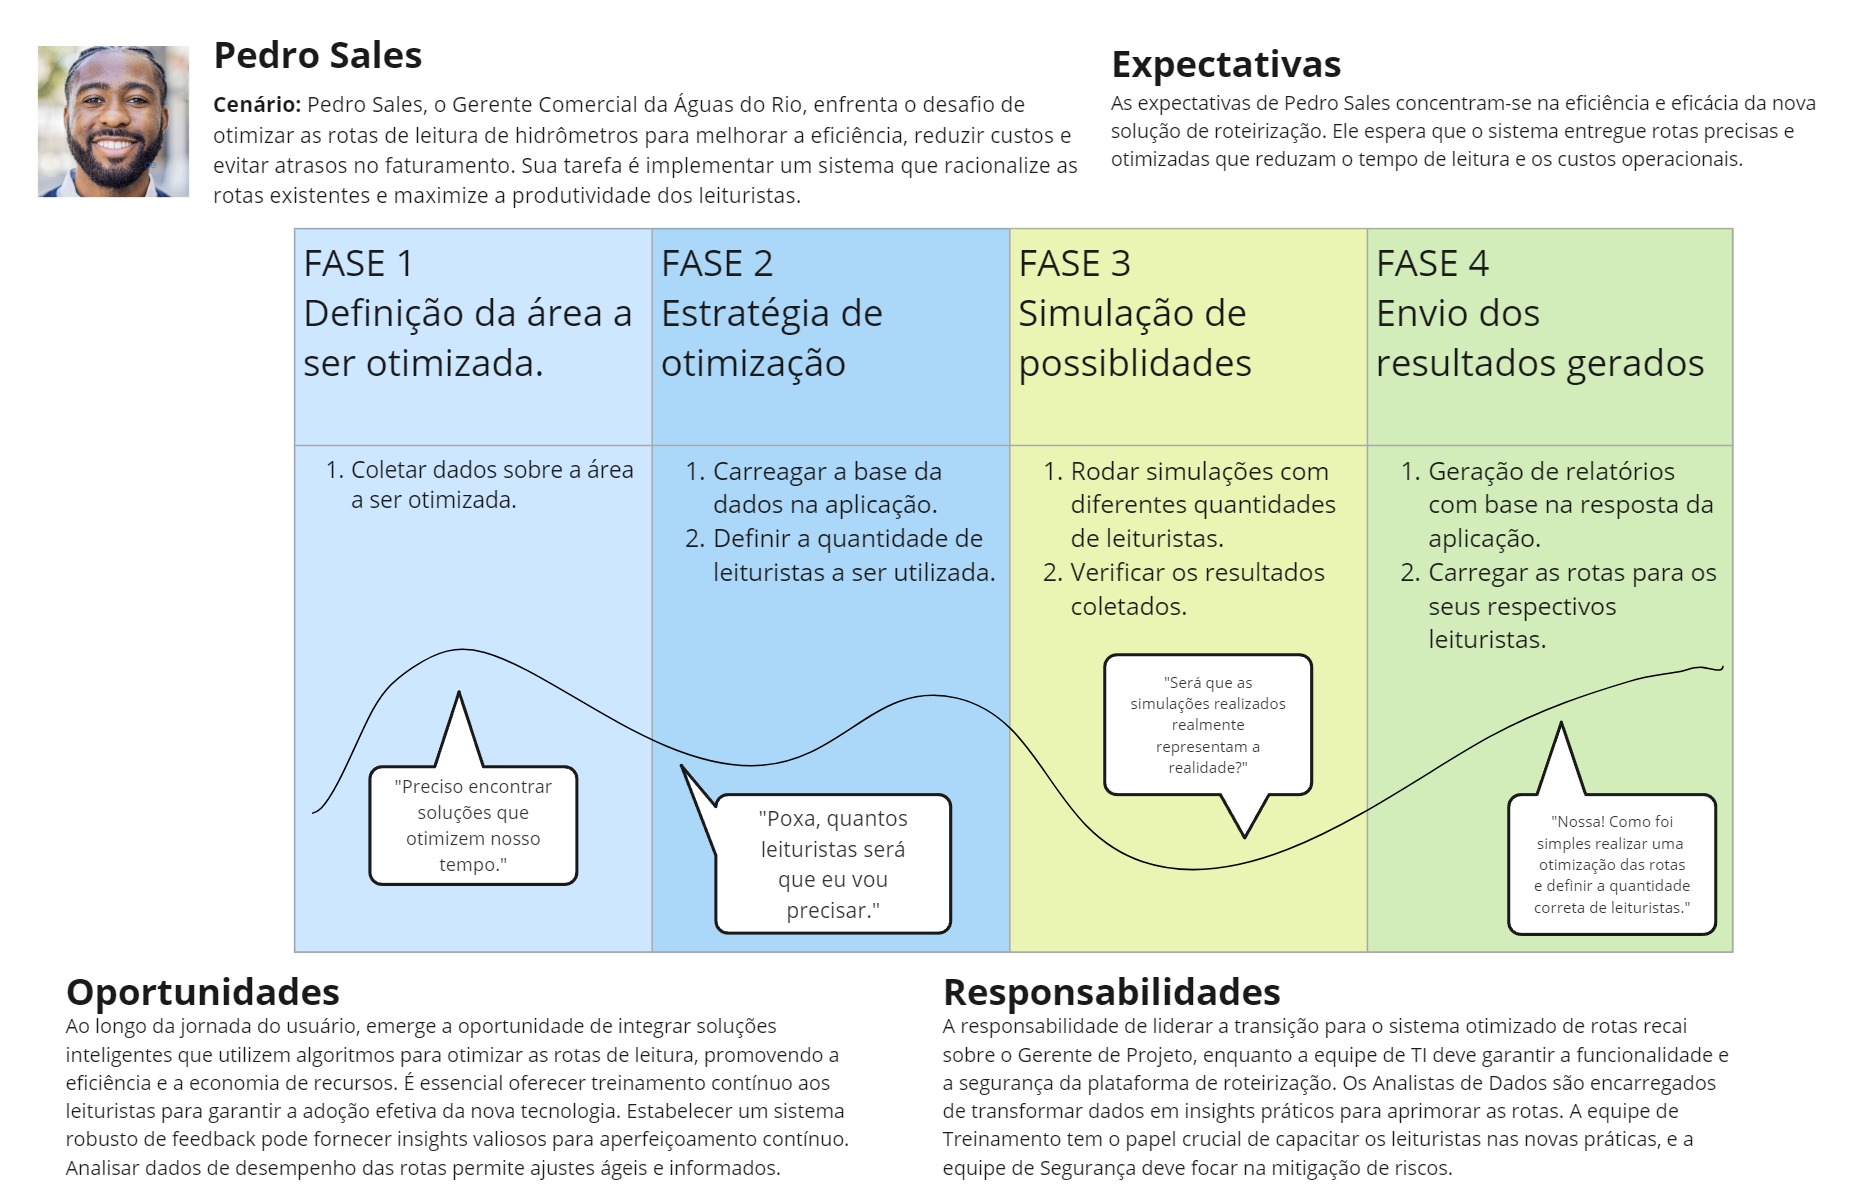 Pedro Sales
Cenário: Pedro Sales, o Gerente Comercial da Águas do Rio, enfrenta o desafio de
otimizar as rotas de leitura de hidrômetros para melhorar a eficiência, reduzir custos e
evitar atrasos no faturamento. Sua tarefa é implementar um sistema que racionalize as
rotas existentes e maximize a produtividade dos leituristas.
Expectativas
As expectativas de Pedro Sales concentram-se na eficiência e eficácia da nova
solução de roteirização. Ele espera que o sistema entregue rotas precisas e
otimizadas que reduzam o tempo de leitura e os custos operacionais.
FASE 1
Definição da área a
ser otimizada.
FASE 2
Estratégia de
otimização
FASE 3
Simulação de
possiblidades
FASE 4
Envio dos
resultados gerados
1. Coletar dados sobre a área
a ser otimizada.
1. Carreagar a base da
dados na aplicação.
2. Definir a quantidade de
leituristas a ser utilizada.
1. Rodar simulações com
diferentes quantidades
de leituristas.
2. Verificar os resultados
coletados.
1. Geração de relatórios
com base na resposta da
aplicação.
2. Carregar as rotas para os
seus respectivos
leituristas.
"Preciso encontrar
soluções que
otimizem nosso
tempo."
"Poxa, quantos
leituristas será
que eu vou
precisar."
"Será que as
simulações realizados
realmente
representam a
realidade?"
"Nossa! Como foi
simples realizar uma
otimização das rotas
e definir a quantidade
correta de leituristas."
Oportunidades
Ao longo da jornada do usuário, emerge a oportunidade de integrar soluções
inteligentes que utilizem algoritmos para otimizar as rotas de leitura, promovendo a
eficiência e a economia de recursos. É essencial oferecer treinamento contínuo aos
leituristas para garantir a adoção efetiva da nova tecnologia. Estabelecer um sistema
robusto de feedback pode fornecer insights valiosos para aperfeiçoamento contínuo.
Analisar dados de desempenho das rotas permite ajustes ágeis e informados.
Responsabilidades
A responsabilidade de liderar a transição para o sistema otimizado de rotas recai
sobre o Gerente de Projeto, enquanto a equipe de TI deve garantir a funcionalidade e
a segurança da plataforma de roteirização. Os Analistas de Dados são encarregados
de transformar dados em insights práticos para aprimorar as rotas. A equipe de
Treinamento tem o papel crucial de capacitar os leituristas nas novas práticas, e a
equipe de Segurança deve focar na mitigação de riscos.